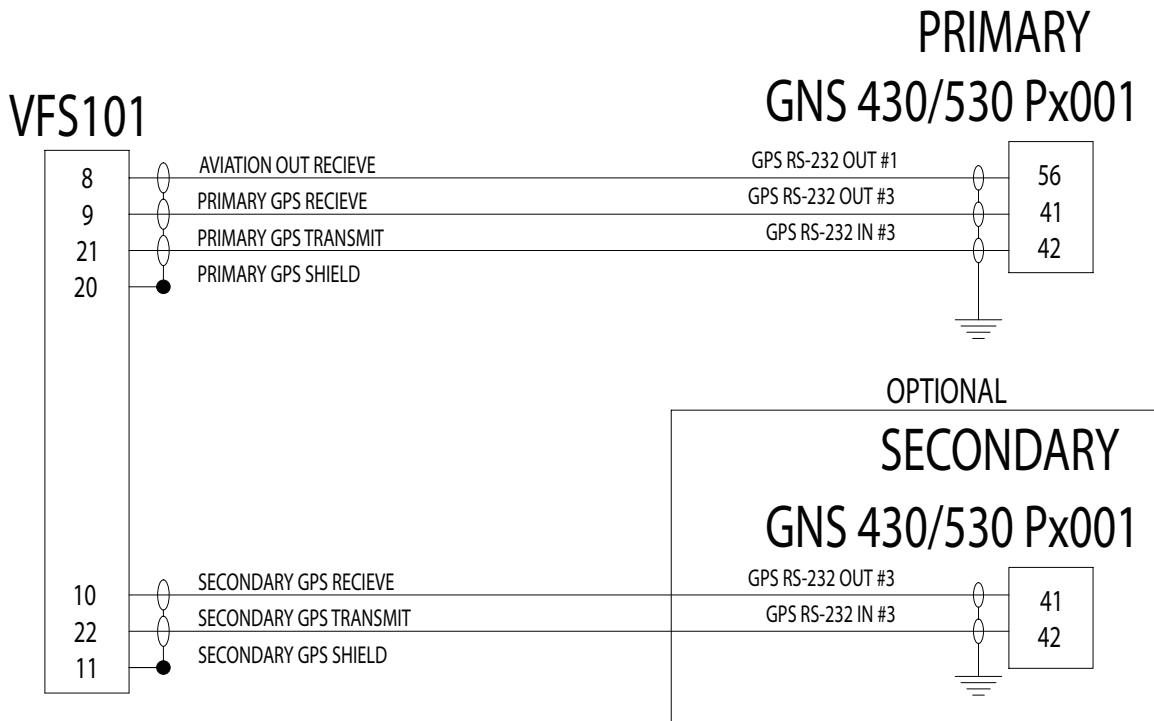 PRIMARY
GNS 430/530 Px001
VFS101
8 AVIATION OUT RECIEVE GPS RS-232 OUT #1 56
9 PRIMARY GPS RECIEVE GPS RS-232 OUT #3 41
21 PRIMARY GPS TRANSMIT GPS RS-232 IN #3 42
20 PRIMARY GPS SHIELD
OPTIONAL
SECONDARY
GNS 430/530 Px001
10 SECONDARY GPS RECIEVE GPS RS-232 OUT #3 41
22 SECONDARY GPS TRANSMIT GPS RS-232 IN #3 42
11 SECONDARY GPS SHIELD